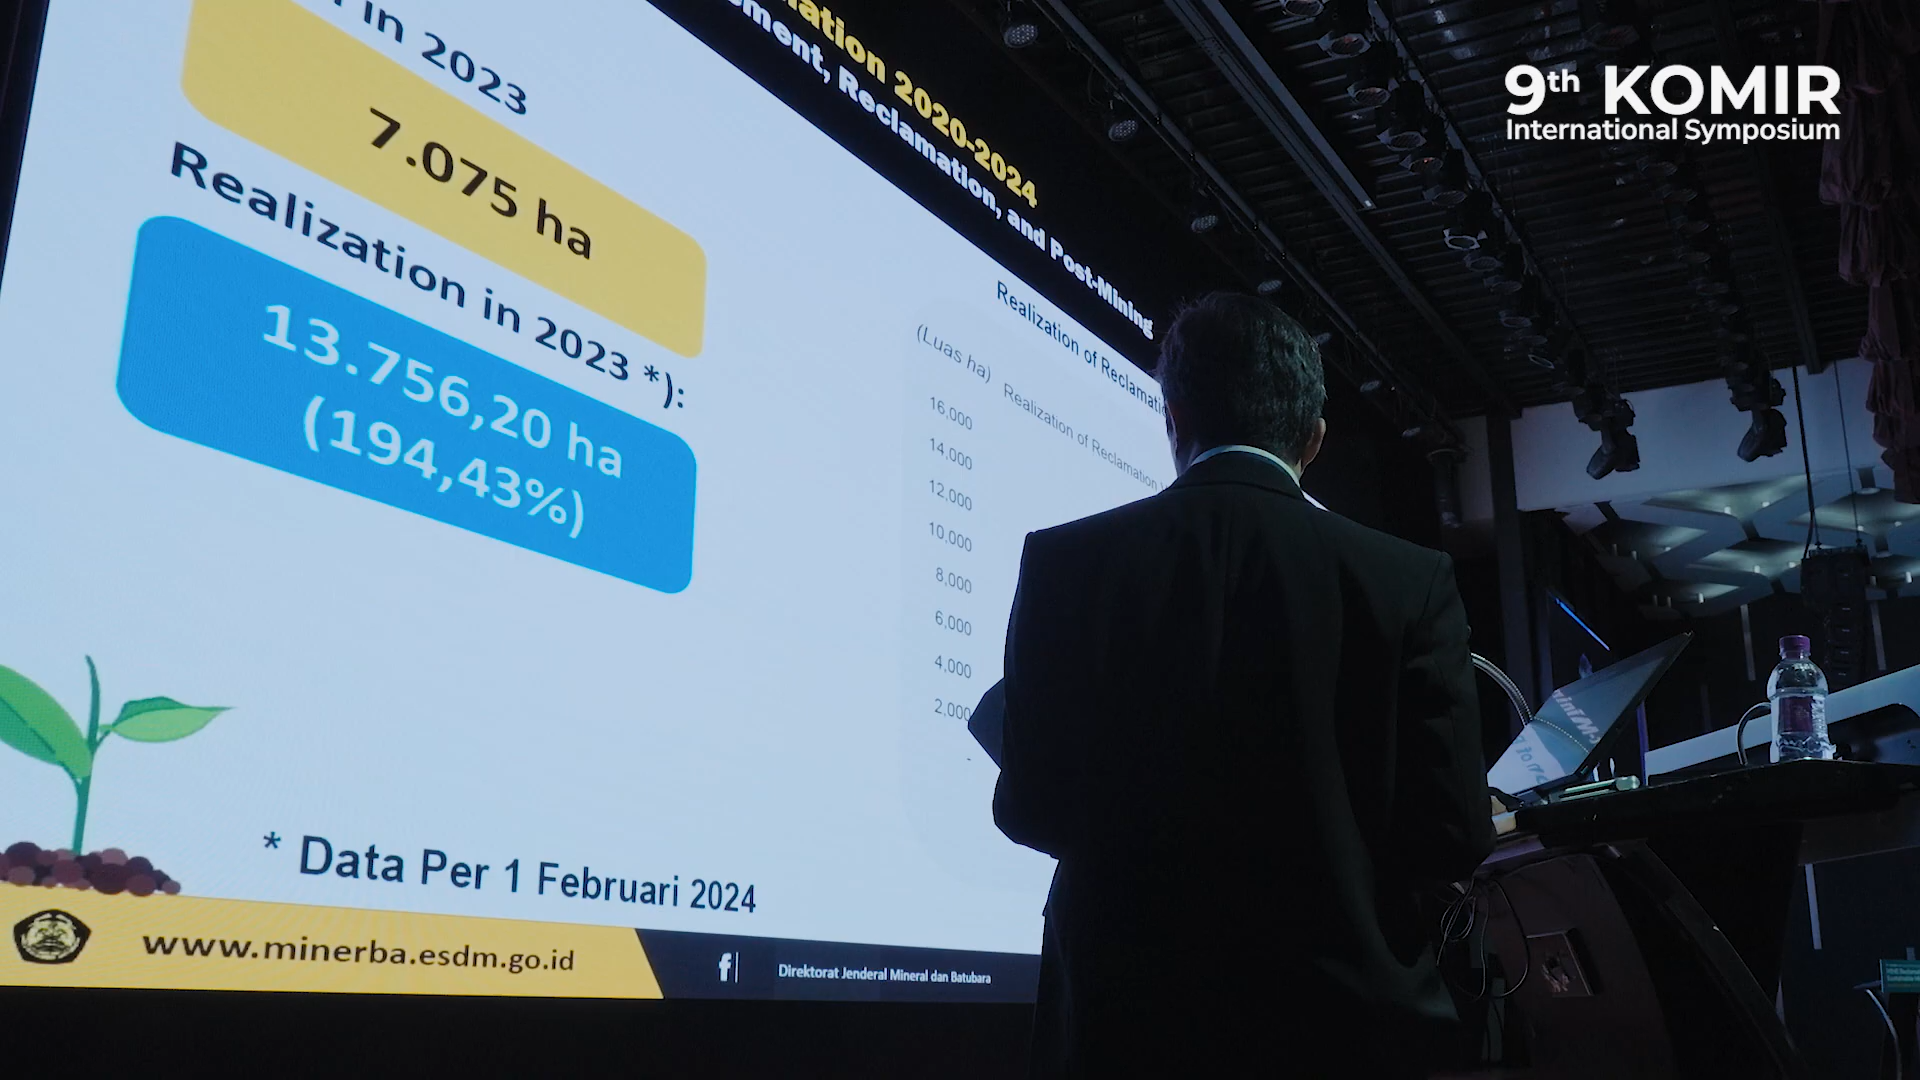 9th KOMIR
International Symposium
in 2023
7.075 ha
Realization in 2023 *):
13.756,20 ha
(194,43%)
2020-2024
Reclamation, and Post-Mining
Realization of
(Luas ha)
Realization of Reclamation
16,000
14,000
12,000
10,000
8,000
6,000
4,000
2,000
-
* Data Per 1 Februari 2024
www.minerba.esdm.go.id
f
Direktorat Jenderal Mineral dan Batubara